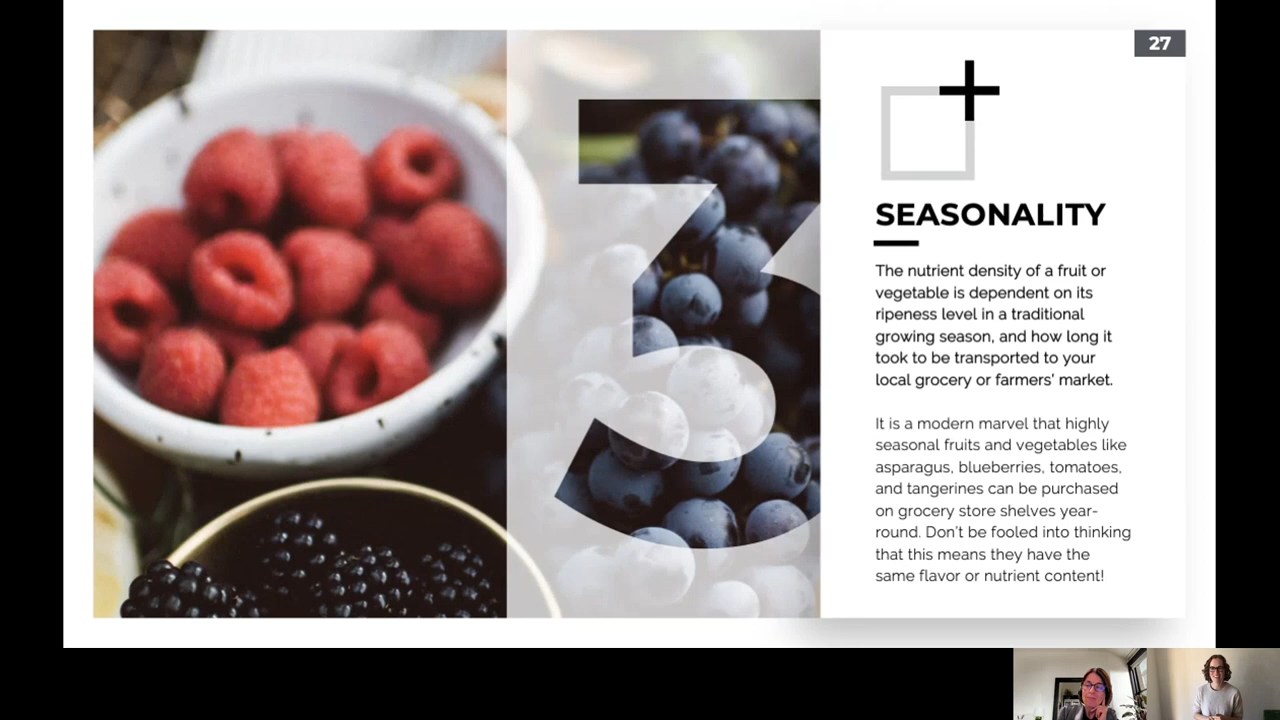 27
3
SEASONALITY
The nutrient density of a fruit or
vegetable is dependent on its
ripeness level in a traditional
growing season, and how long it
took to be transported to your
local grocery or farmers' market.
It is a modern marvel that highly
seasonal fruits and vegetables like
asparagus, blueberries, tomatoes,
and tangerines can be purchased
on grocery store shelves year-
round. Don't be fooled into thinking
that this means they have the
same flavor or nutrient content!